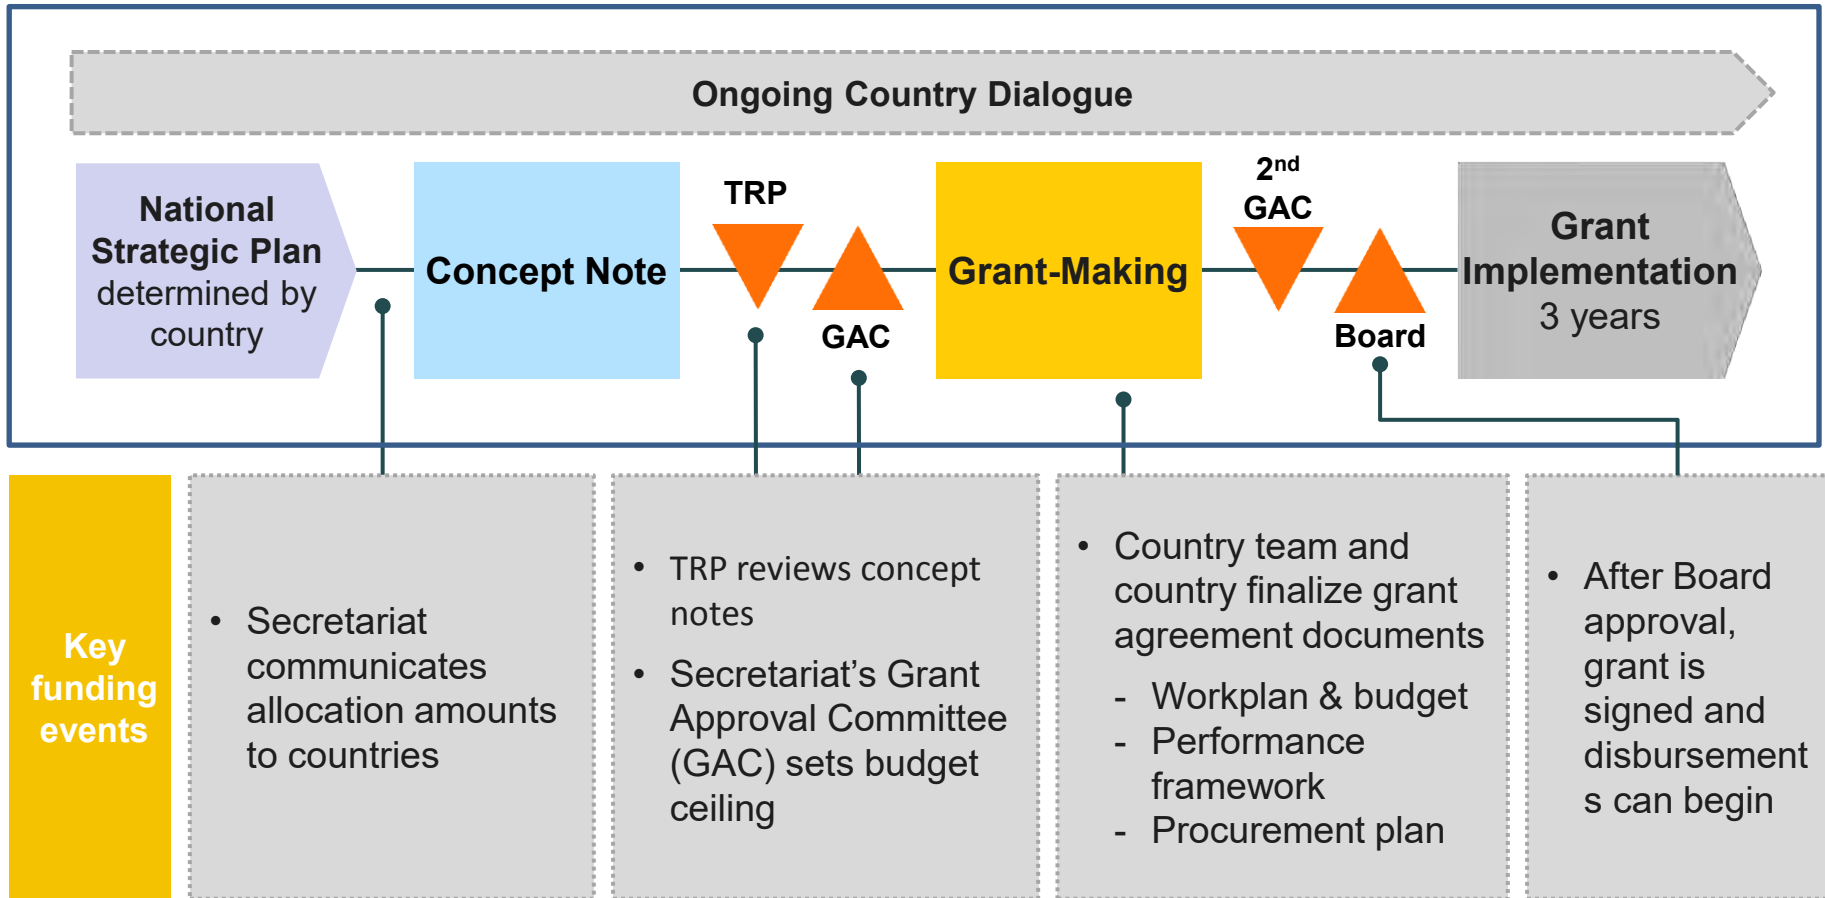 Ongoing Country Dialogue
National
Strategic Plan
determined by
country
Concept Note
TRP
GAC
Grant-Making
2nd
GAC
Board
Grant
Implementation
3 years
Key
funding
events
• Secretariat
communicates
allocation amounts
to countries
• TRP reviews concept
notes
• Secretariat’s Grant
Approval Committee
(GAC) sets budget
ceiling
• Country team and
country finalize grant
agreement documents
- Workplan & budget
- Performance
framework
- Procurement plan
• After Board
approval,
grant is
signed and
disbursement
s can begin